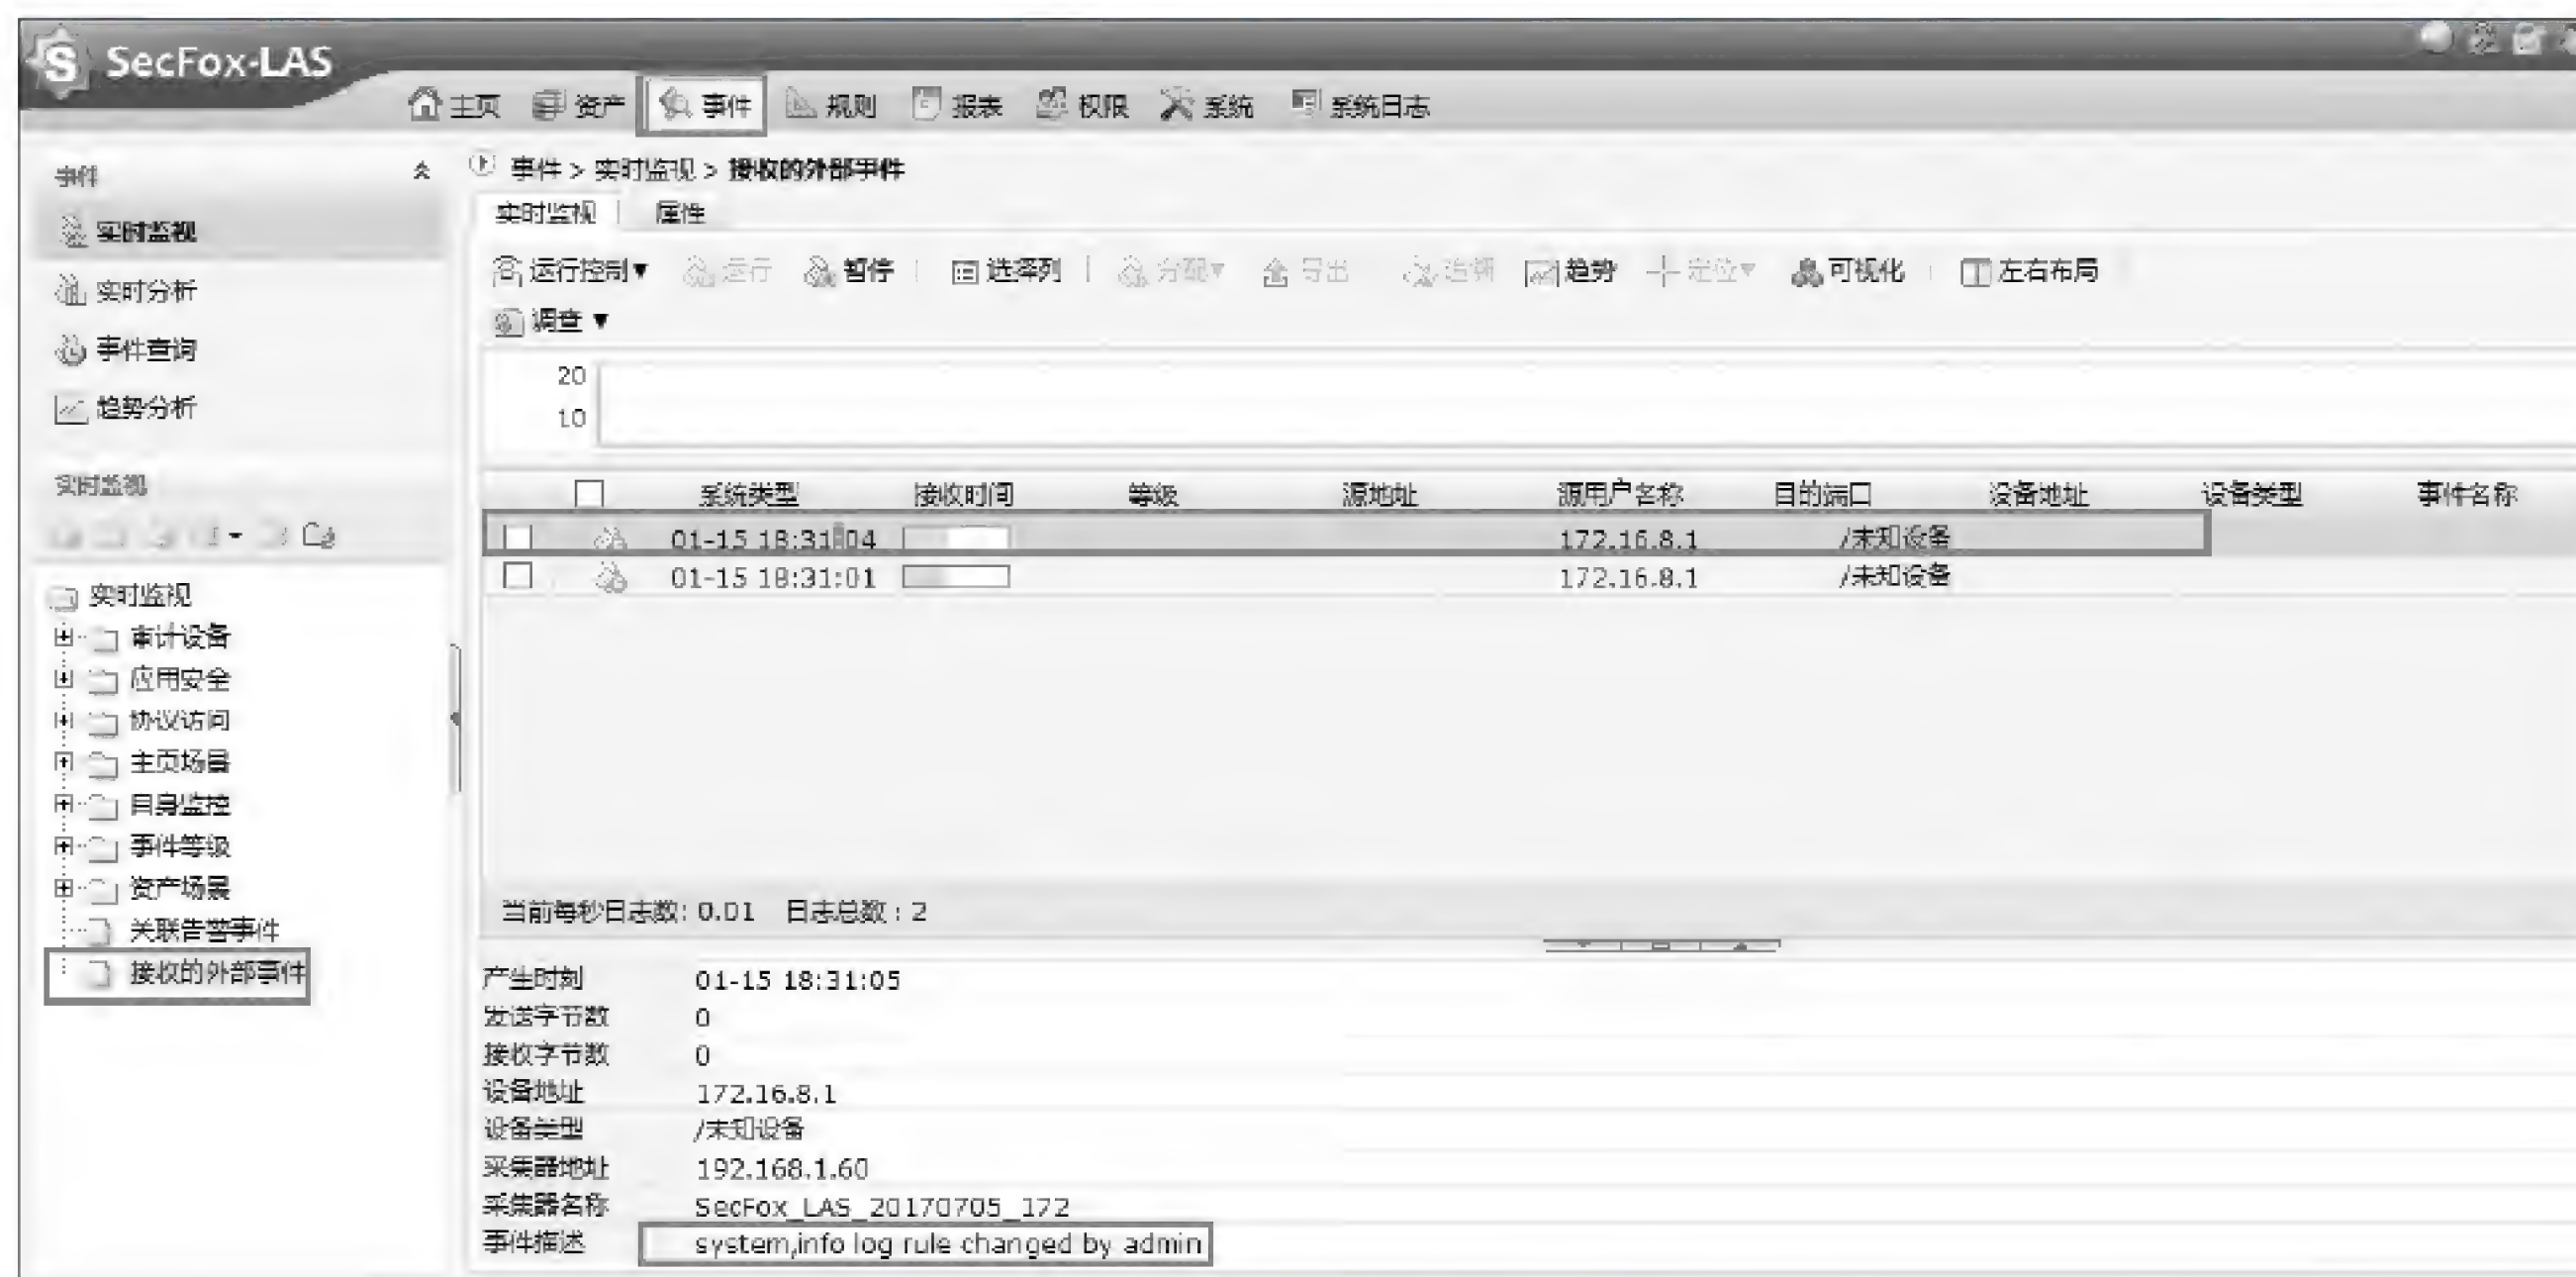 SecFox-LAS
主页 资产 事件 规则 报表 权限 系统 系统日志
事件
实时监视
实时分析
事件查询
趋势分析
实时监视
实时监视
审计设备
应用安全
协议访问
主页场景
自身监控
事件等级
资产场景
关联告警事件
接收的外部事件
事件 > 实时监视 > 接收的外部事件
实时监视 属性
运行控制▼ 运行 暂停 选择列 分配▼ 导出 趋势 定位▼ 可视化 左右布局
调查 ▼
20
10
系统类型 接收时间 等级 源地址 源用户名称 目的端口 设备地址 设备类型 事件名称
01-15 18:31:04 172.16.8.1 /未知设备
01-15 18:31:01 172.16.8.1 /未知设备
当前每秒日志数: 0.01 日志总数 : 2
产生时刻 01-15 18:31:05
发送字节数 0
接收字节数 0
设备地址 172.16.8.1
设备类型 /未知设备
采集器地址 192.168.1.60
采集器名称 SecFox_LAS_20170705_172
事件描述 system,info log rule changed by admin